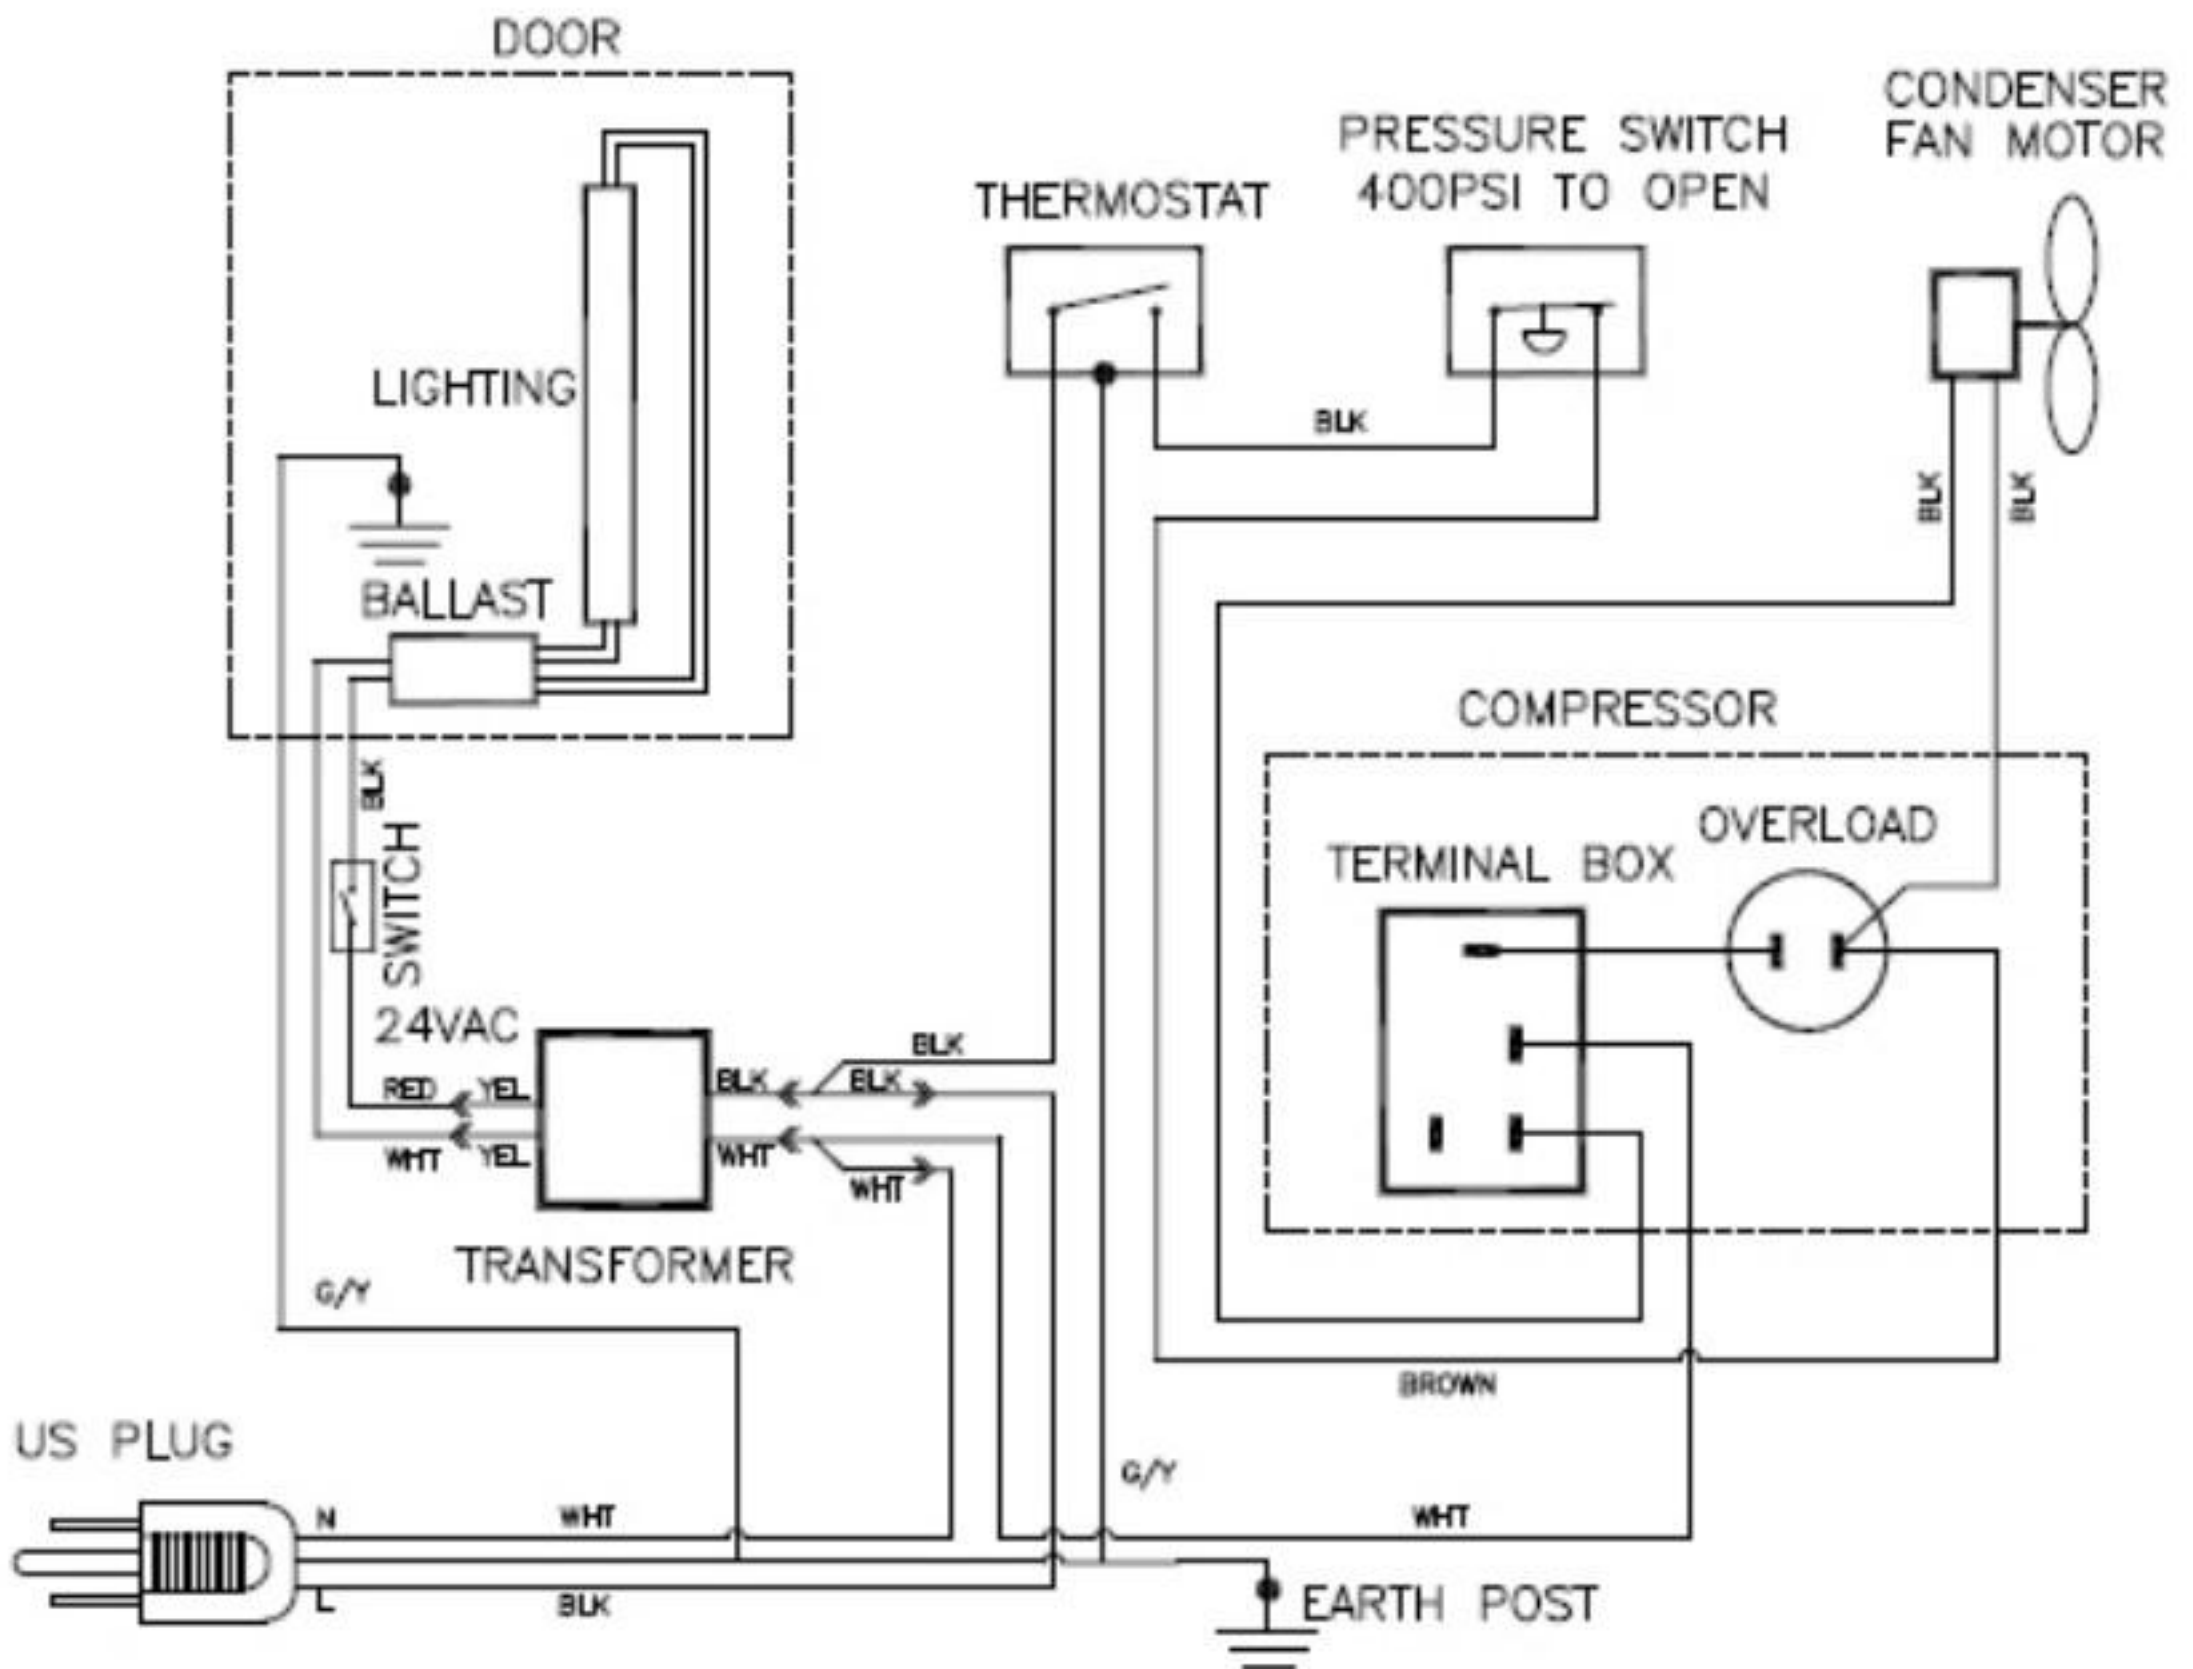 DOOR
CONDENSER
FAN MOTOR
PRESSURE SWITCH
400PSI TO OPEN
THERMOSTAT
LIGHTING
BLK
BLK
BLK
BALLAST
COMPRESSOR
BLK
OVERLOAD
TERMINAL BOX
SWITCH
24VAC
BLK
RED
YEL
BLK
BLK
WHT
YEL
WHT
WHT
TRANSFORMER
G/Y
BROWN
US PLUG
G/Y
N
WHT
WHT
L
BLK
EARTH POST